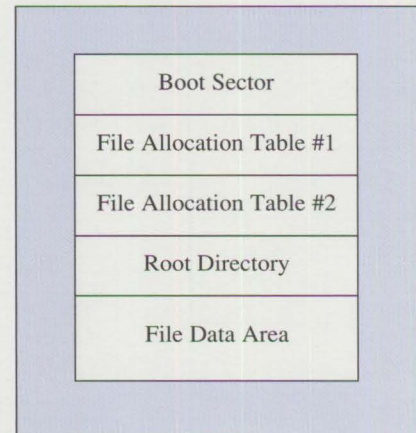 Boot Sector
File Allocation Table #1
File Allocation Table #2
Root Directory
File Data Area